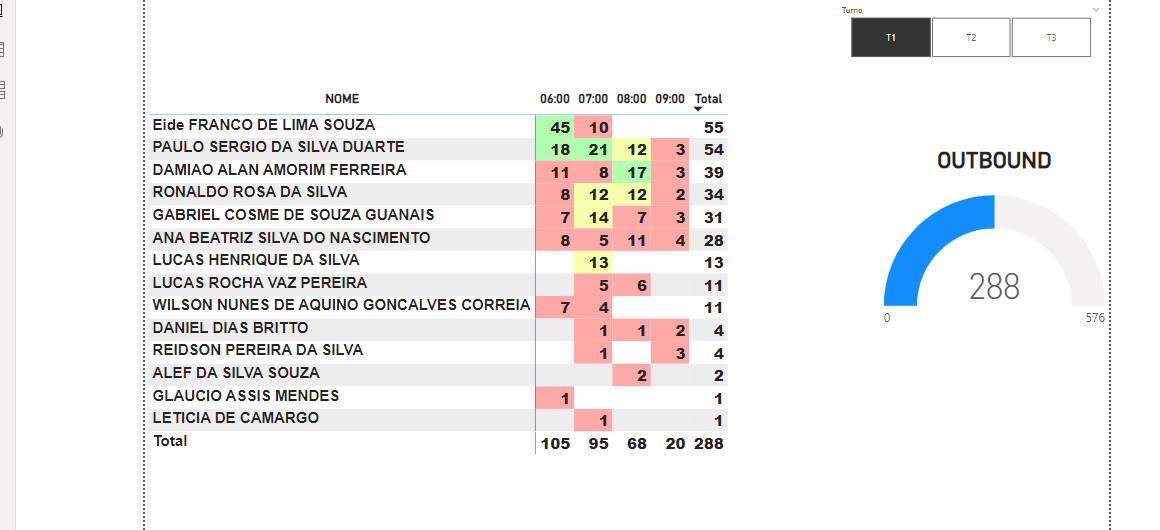 Turno
T1 T2 T3
NOME 06:00 07:00 08:00 09:00 Total
Eide FRANCO DE LIMA SOUZA 45 10 55
PAULO SERGIO DA SILVA DUARTE 18 21 12 3 54
DAMIAO ALAN AMORIM FERREIRA 11 8 17 3 39
RONALDO ROSA DA SILVA 8 12 12 2 34
GABRIEL COSME DE SOUZA GUANAIS 7 14 7 3 31
ANA BEATRIZ SILVA DO NASCIMENTO 8 5 11 4 28
LUCAS HENRIQUE DA SILVA 13 13
LUCAS ROCHA VAZ PEREIRA 5 6 11
WILSON NUNES DE AQUINO GONCALVES CORREIA 7 4 11
DANIEL DIAS BRITTO 1 1 2 4
REIDSON PEREIRA DA SILVA 1 3 4
ALEF DA SILVA SOUZA 2 2
GLAUCIO ASSIS MENDES 1 1
LETICIA DE CAMARGO 1 1
Total 105 95 68 20 288
OUTBOUND
288
0 576